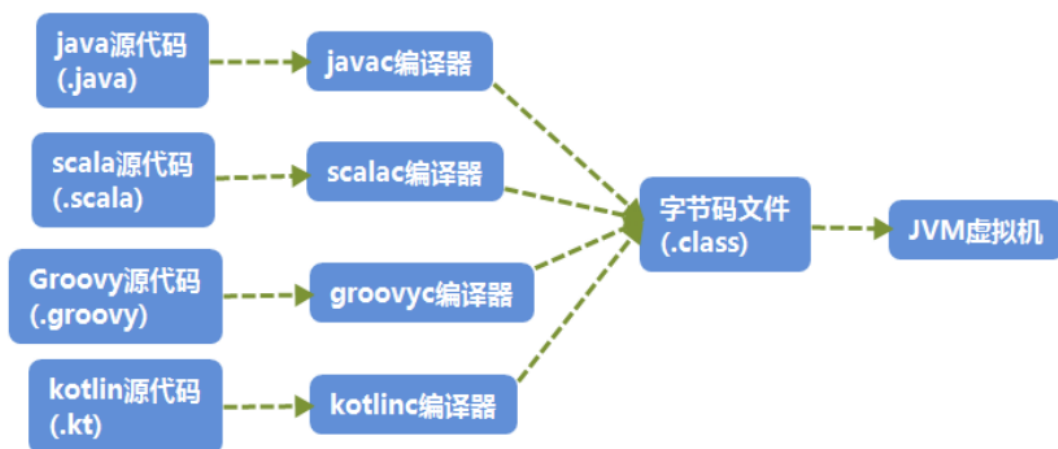 java源代码
(.java)
javac编译器
scala源代码
(.scala)
scalac编译器
字节码文件
(.class)
JVM虚拟机
Groovy源代码
(.groovy)
groovyc编译器
kotlin源代码
(.kt)
kotlinc编译器